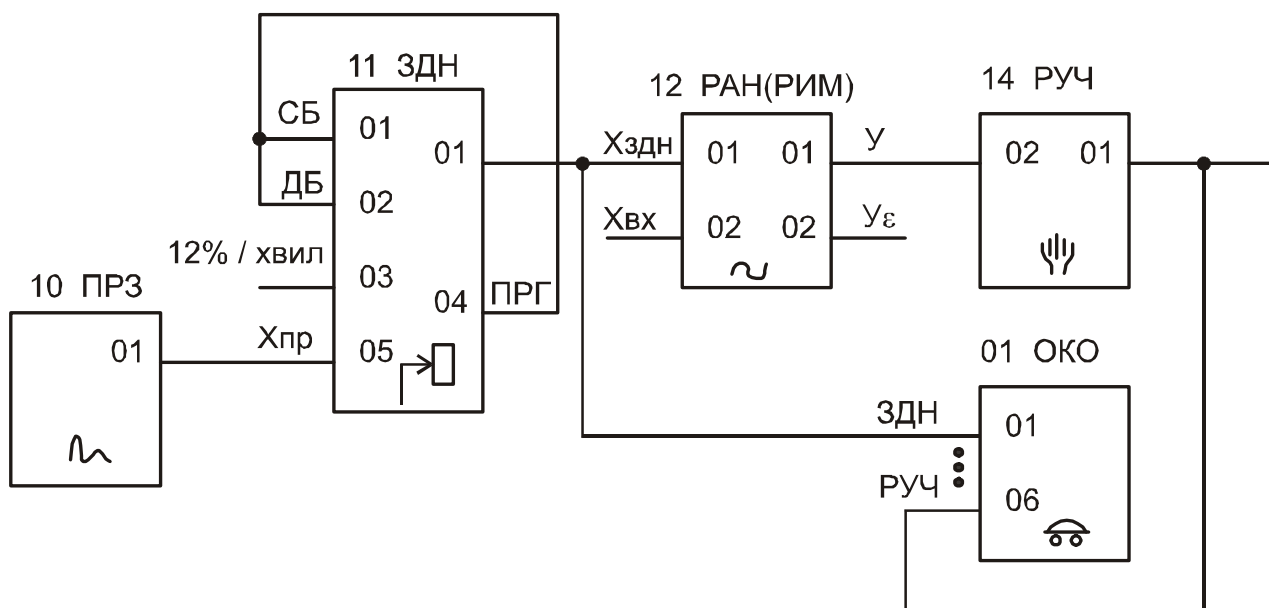 11 ЗДН
12 РАН(РИМ)
14 РУЧ
СБ
01
01
ДБ
02
12% / хвил
03
04
ПРГ
Хпр
05
10 ПРЗ
01
Хздн
01 01
У
Хвх
02 02
Уε
02 01
01 ОКО
ЗДН
01
РУЧ
06